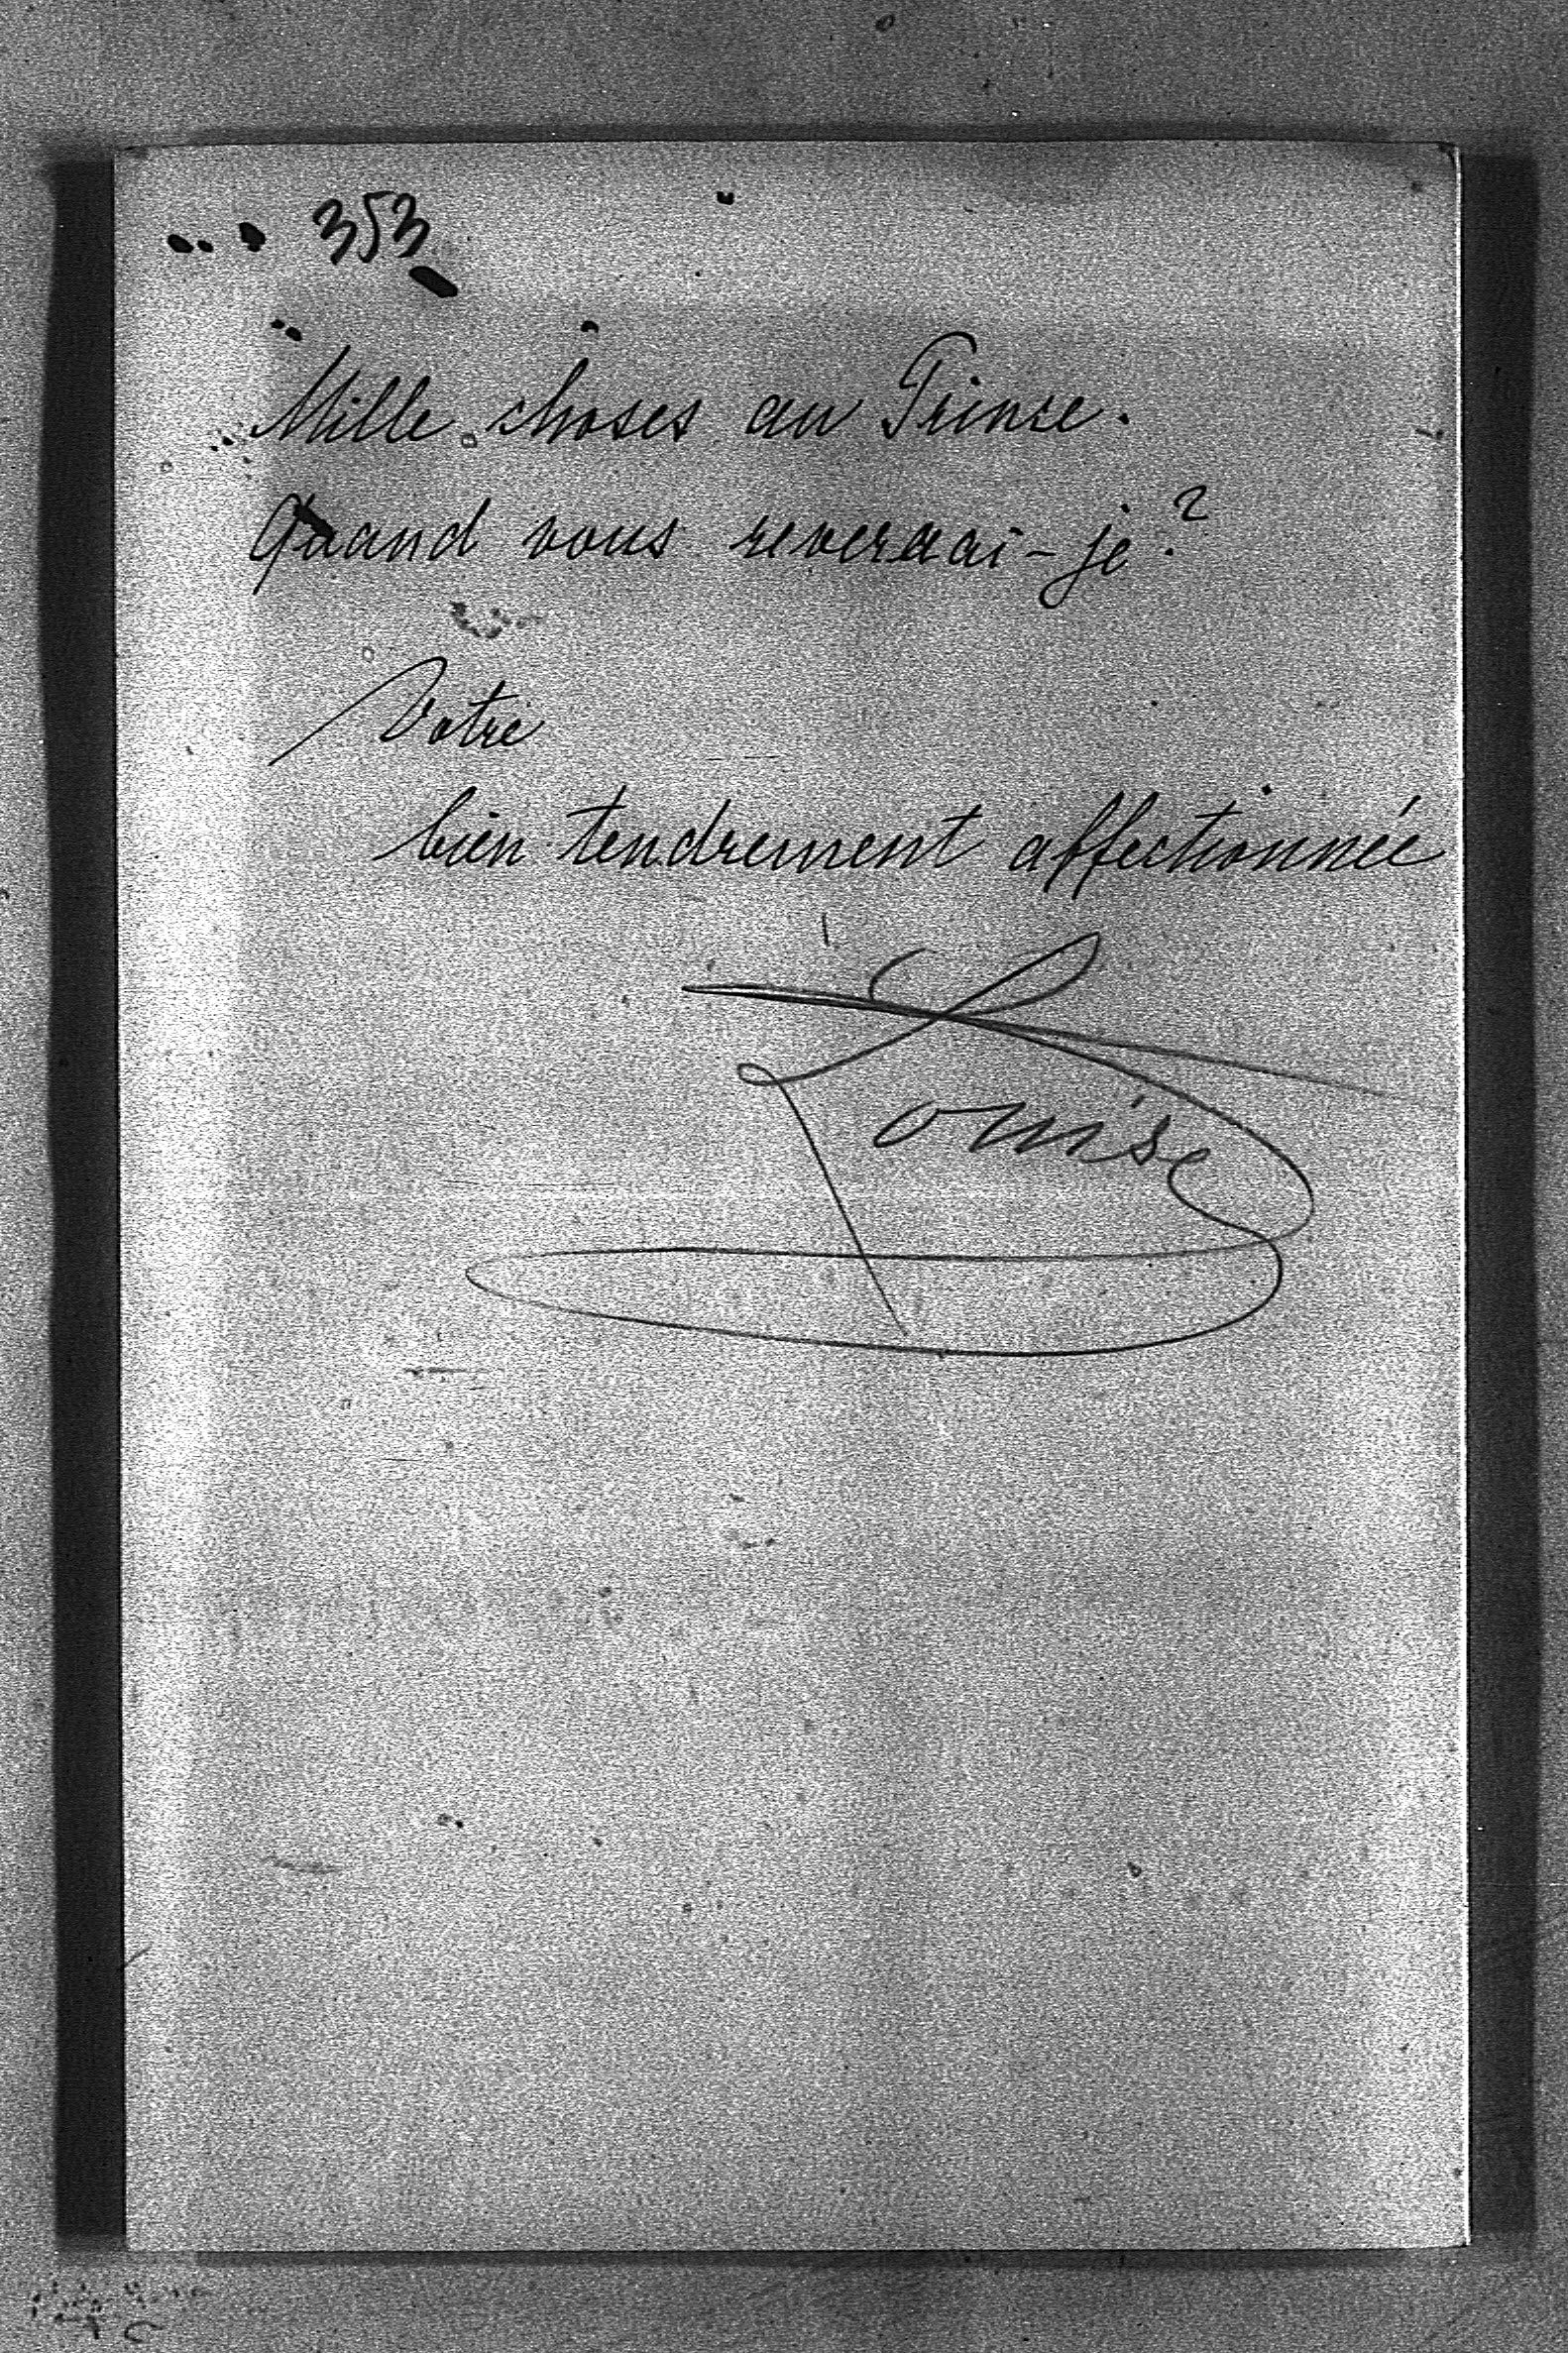 353
Mille choses au Prince.
Quand vous reverrai-je?
Votre
bien tendrement affectionnée
Louise